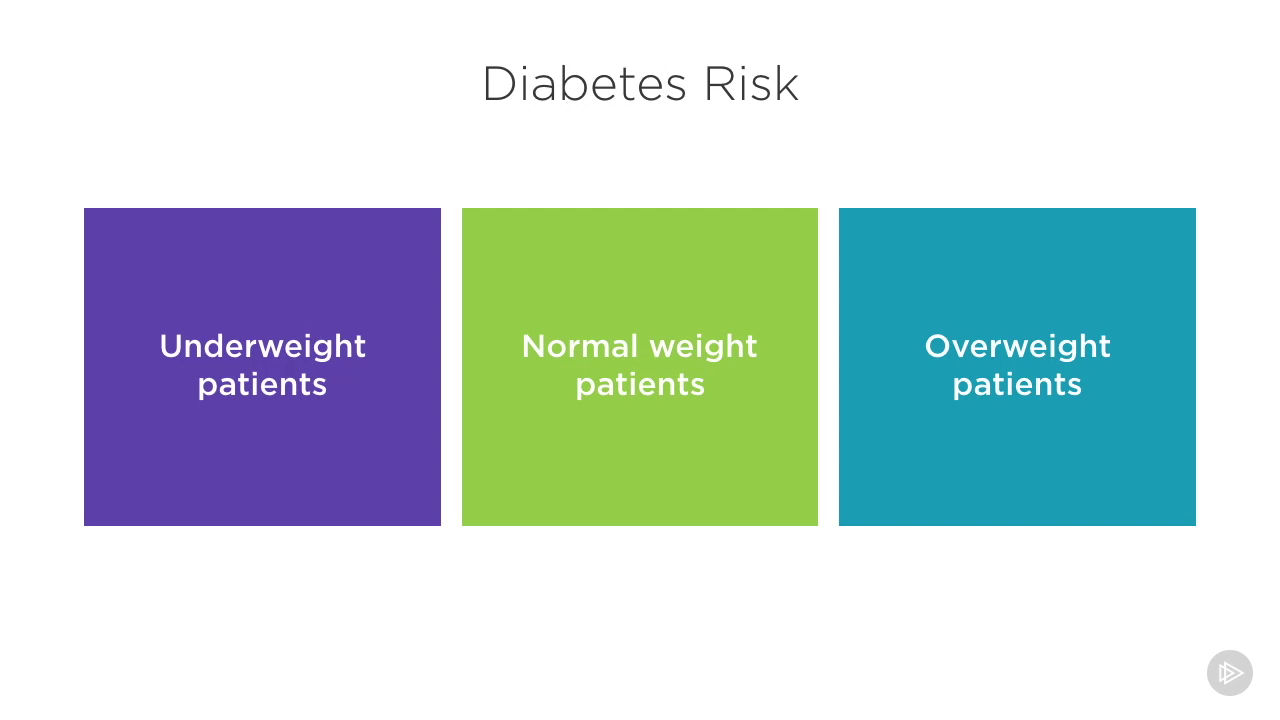 Diabetes Risk
Underweight
patients
Normal weight
patients
Overweight
patients